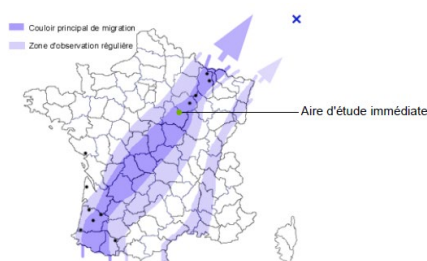 Couloir principal de migration
Zone d'observation régulière
Aire d'étude immédiate